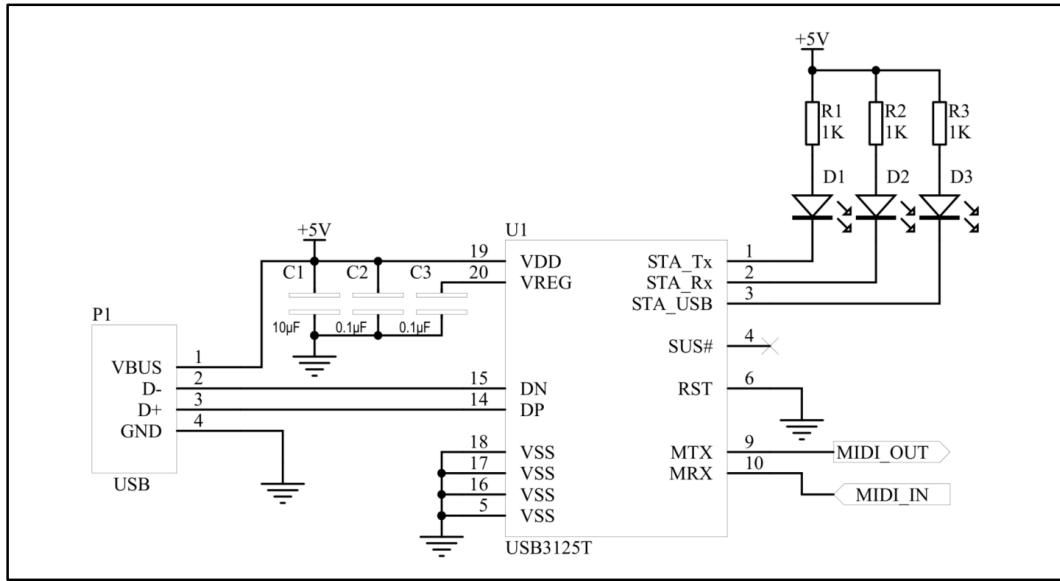 +5V
R1
R2
R3
1K
1K
1K
D1
D2
D3
+5V
U1
C1
C2
C3
10µF
0.1µF
0.1µF
19
VDD
20
VREG
STA_Tx
1
STA_Rx
2
STA_USB
3
SUS#
4
P1
VBUS
1
D-
2
D+
3
GND
4
USB
15
DN
14
DP
RST
6
18
VSS
17
VSS
16
VSS
5
VSS
MTX
9
MIDI_OUT
MRX
10
MIDI_IN
USB3125T